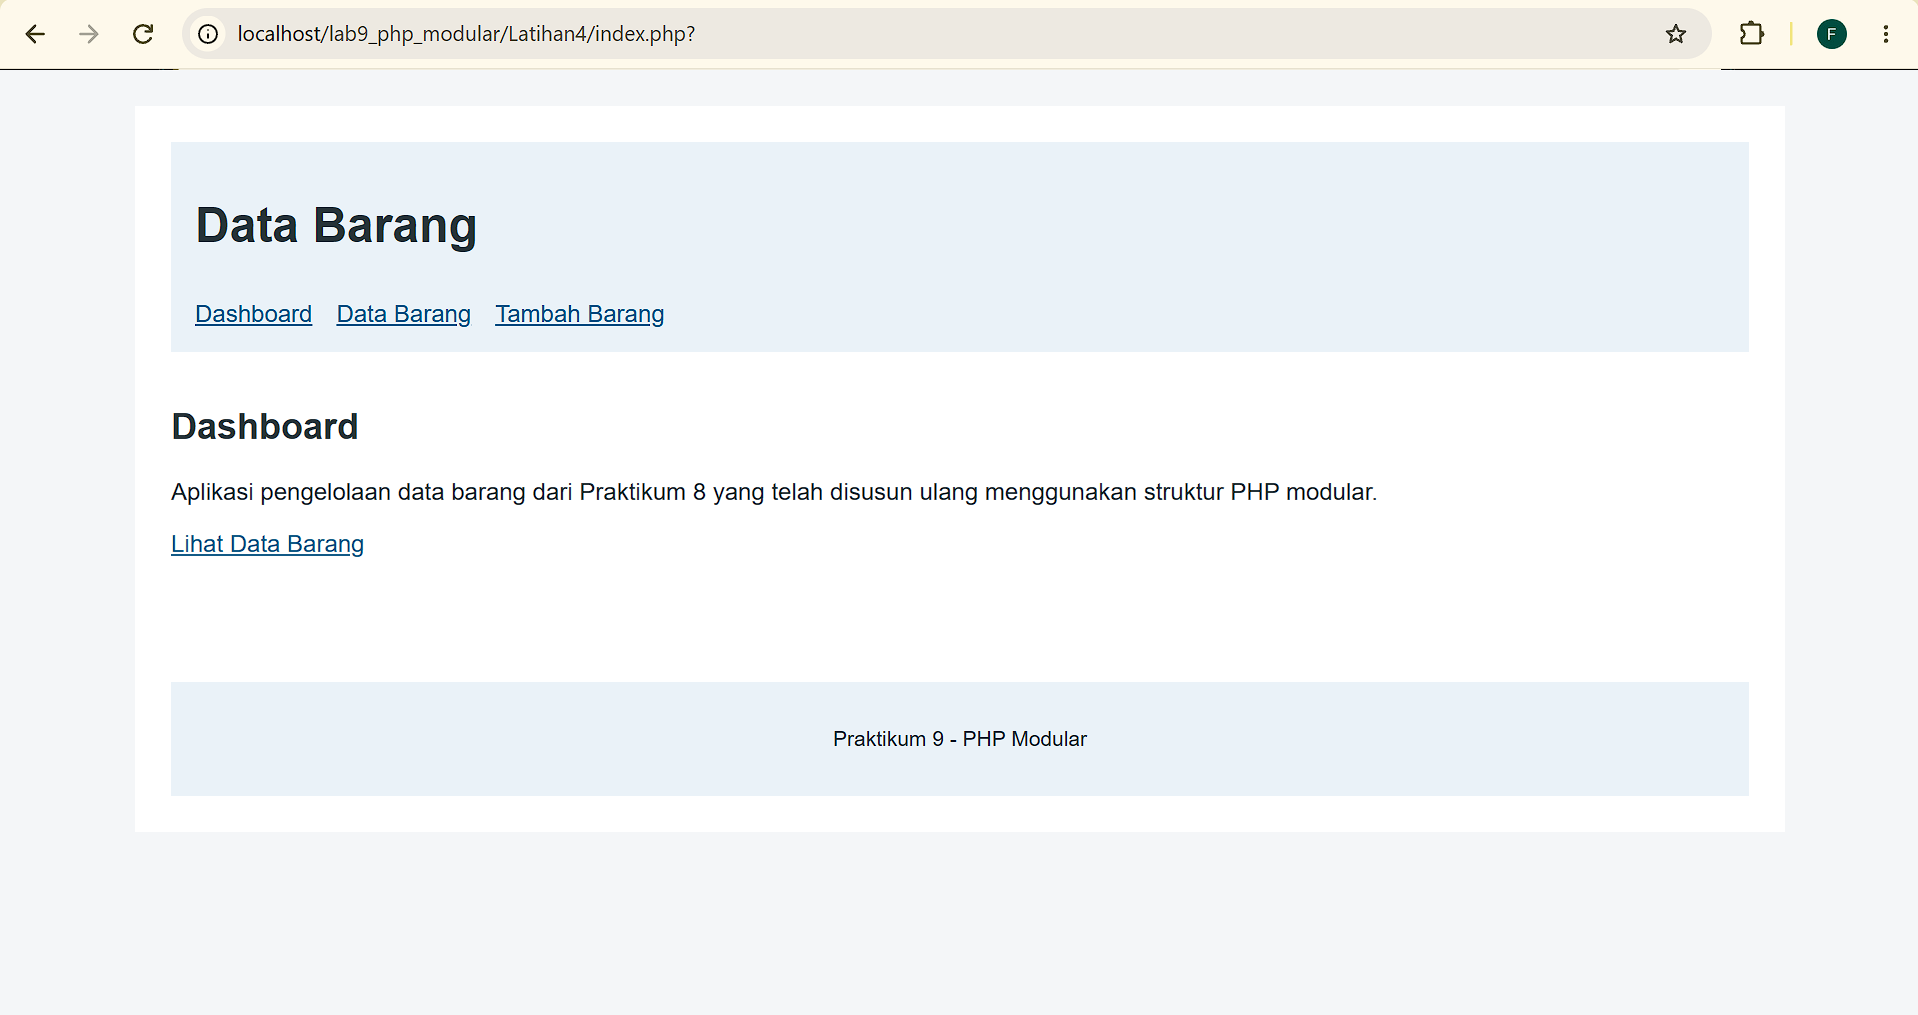 localhost/lab9_php_modular/Latihan4/index.php?
F
Data Barang
Dashboard Data Barang Tambah Barang
Dashboard
Aplikasi pengelolaan data barang dari Praktikum 8 yang telah disusun ulang menggunakan struktur PHP modular.
Lihat Data Barang
Praktikum 9 - PHP Modular